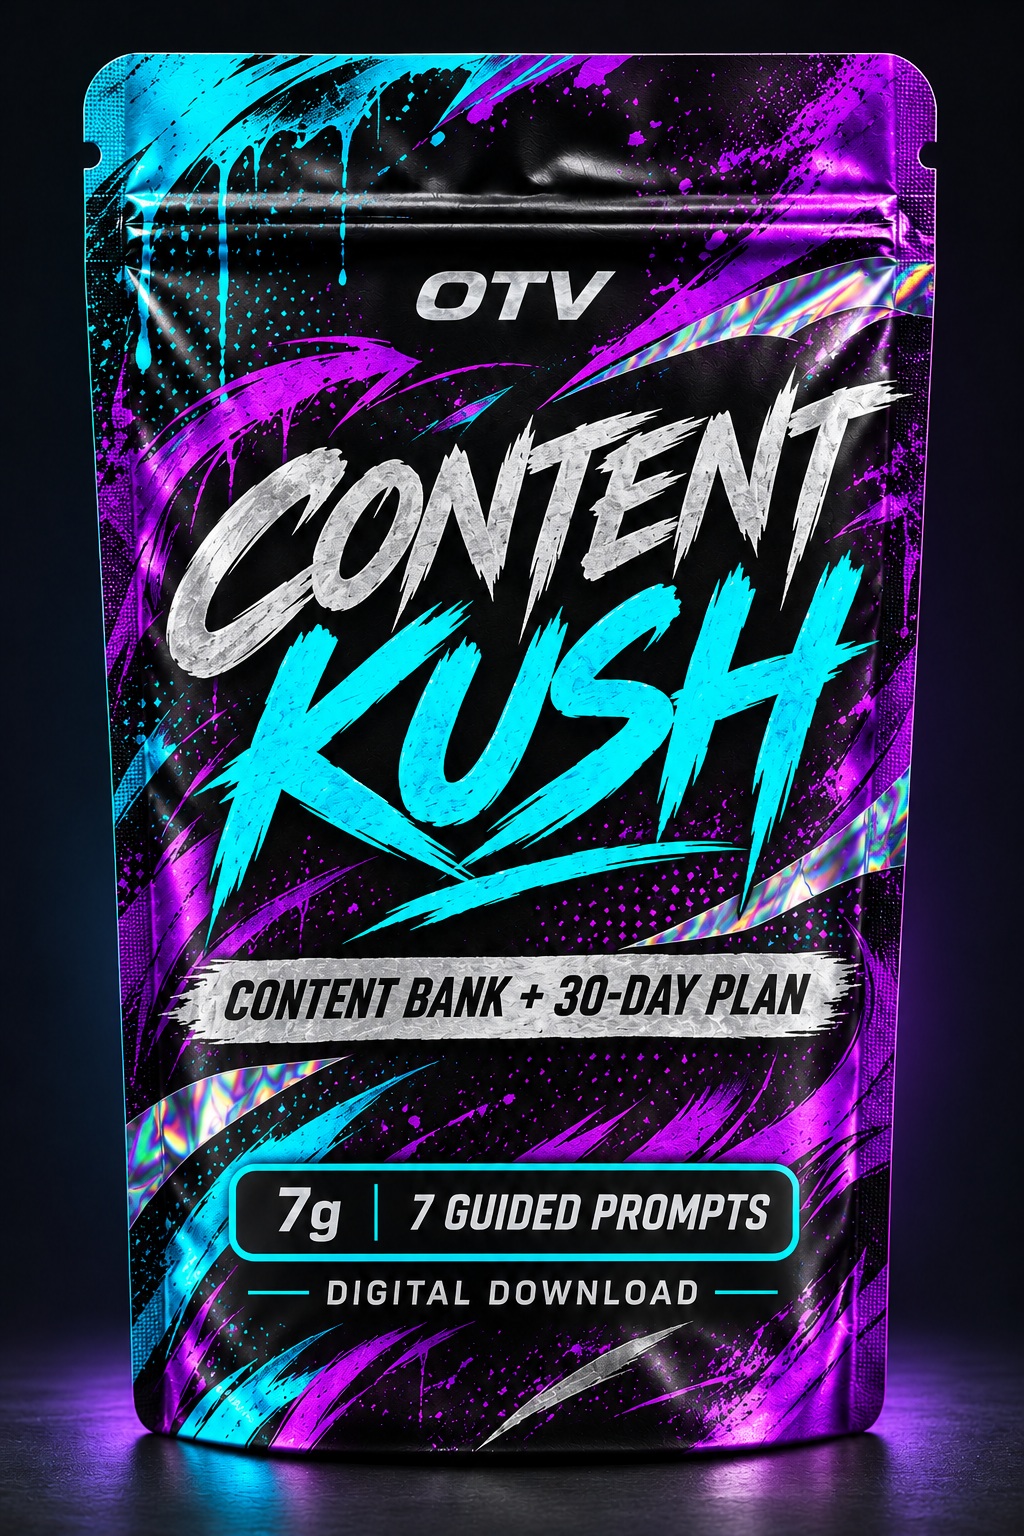 OTV
CONTENT
KUSH
CONTENT BANK + 30-DAY PLAN
7g | 7 GUIDED PROMPTS
DIGITAL DOWNLOAD